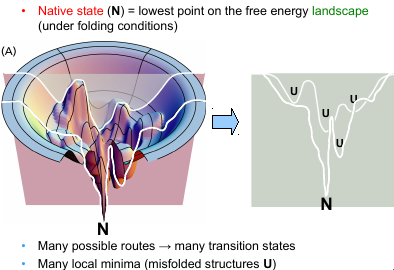 • Native state (N) = lowest point on the free energy landscape
(under folding conditions)
(A)
U
U
U
U
N
N
• Many possible routes → many transition states
• Many local minima (misfolded structures U)